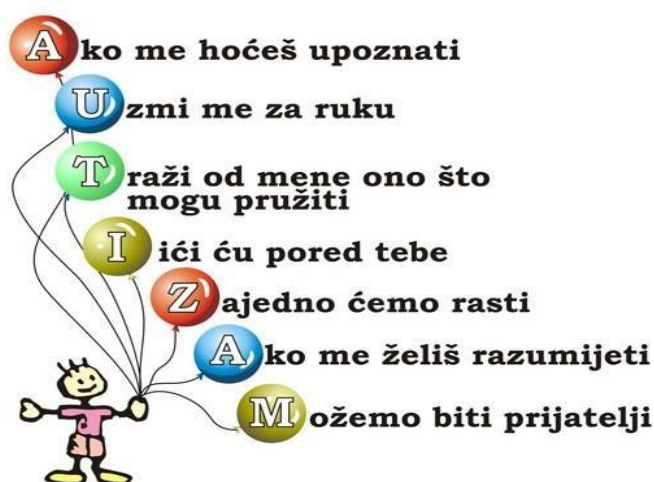 Ako me hoćeš upoznati
Uzmi me za ruku
Traži od mene ono što
mogu pružiti
I ići ću pored tebe
Zajedno ćemo rasti
Ako me želiš razumijeti
Možemo biti prijatelji